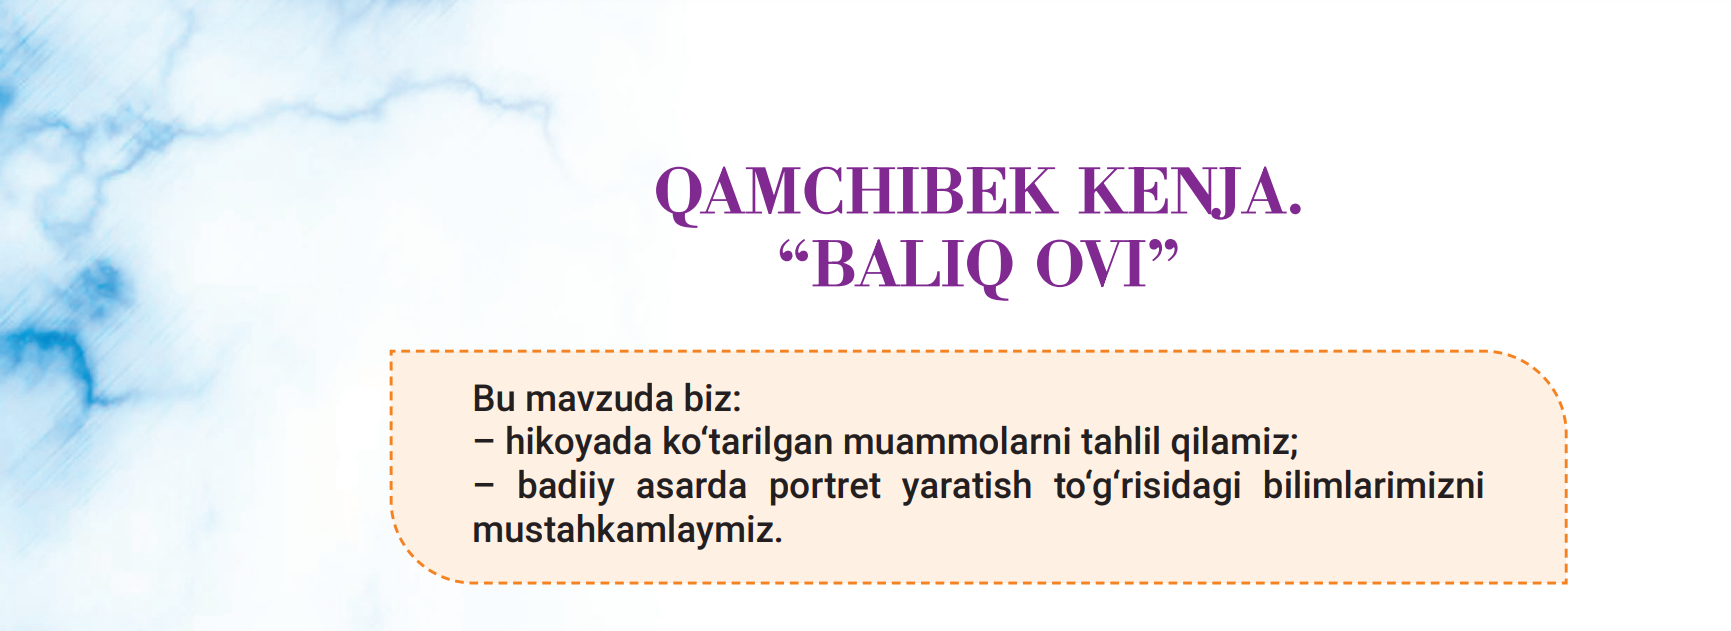 QAMCHIBEK KENJA.
“BALIQ OVI”
Bu mavzuda biz:
– hikoyada ko‘tarilgan muammolarni tahlil qilamiz;
– badiiy asarda portret yaratish to‘g‘risidagi bilimlarimizni
mustahkamlaymiz.